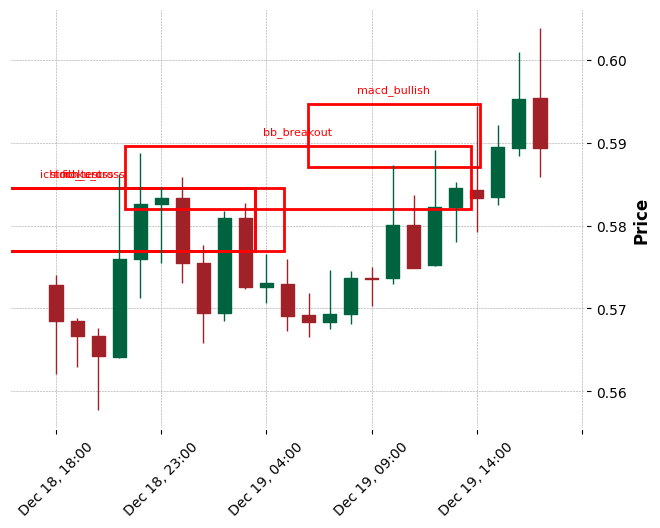 macd_bullish
bb_breakout
0.60
0.59
0.58
0.57
0.56
Price
Dec 18, 18:00
Dec 18, 23:00
Dec 19, 04:00
Dec 19, 09:00
Dec 19, 14:00